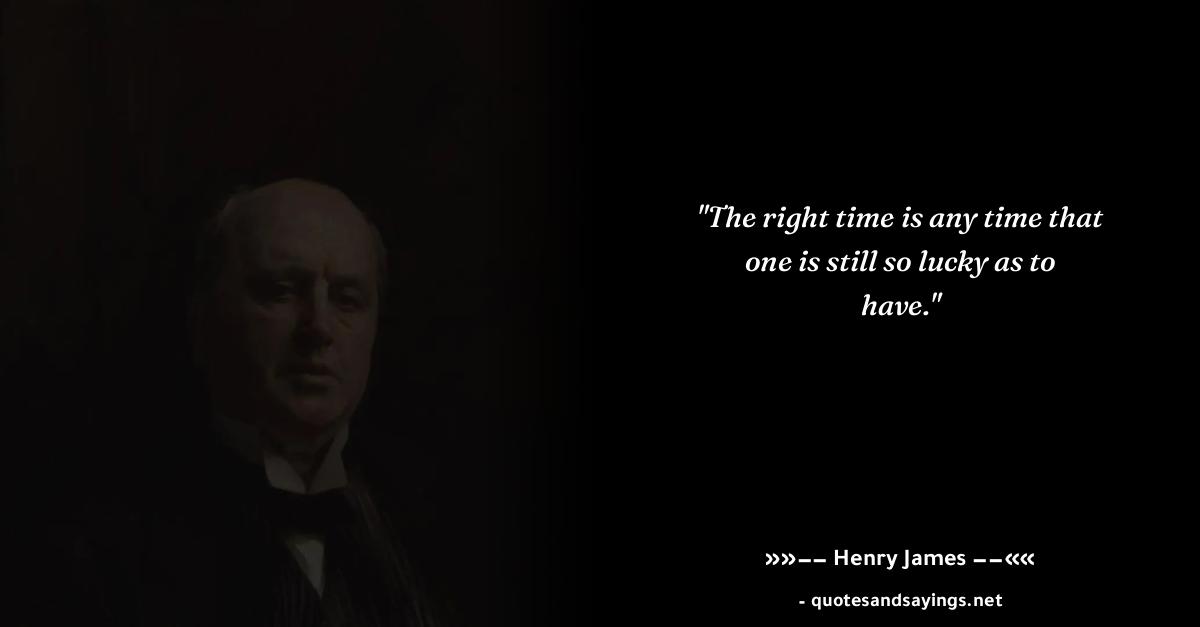 "The right time is any time that
one is still so lucky as to
have."
»»−− Henry James −−««
- quotesandsayings.net